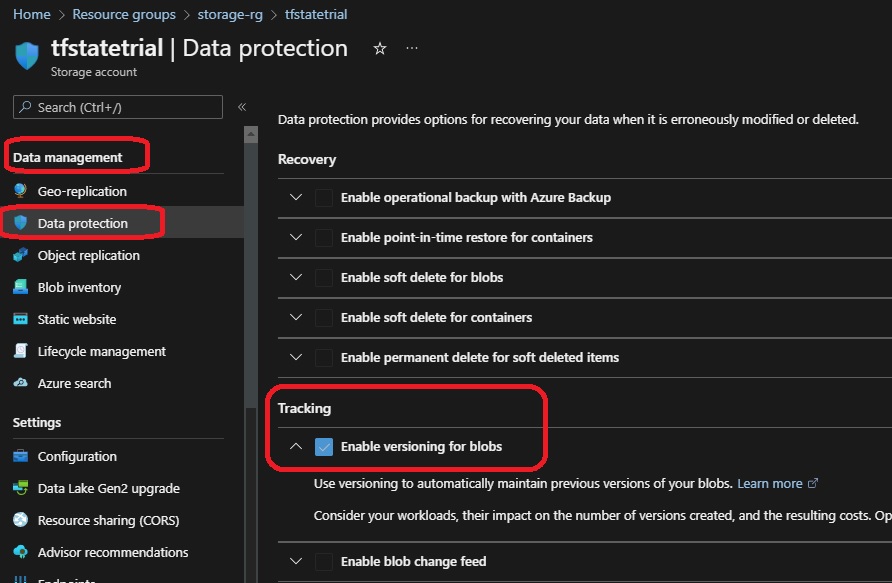 Home > Resource groups > storage-rg > tfstatetrial
tfstatetrial | Data protection
Storage account
Search (Ctrl+/)
Data management
Geo-replication
Data protection
Object replication
Blob inventory
Static website
Lifecycle management
Azure search
Settings
Configuration
Data Lake Gen2 upgrade
Resource sharing (CORS)
Advisor recommendations
Endpoints
Data protection provides options for recovering your data when it is erroneously modified or deleted.
Recovery
Enable operational backup with Azure Backup
Enable point-in-time restore for containers
Enable soft delete for blobs
Enable soft delete for containers
Enable permanent delete for soft deleted items
Tracking
Enable versioning for blobs
Use versioning to automatically maintain previous versions of your blobs. Learn more
Consider your workloads, their impact on the number of versions created, and the resulting costs. Op
Enable blob change feed